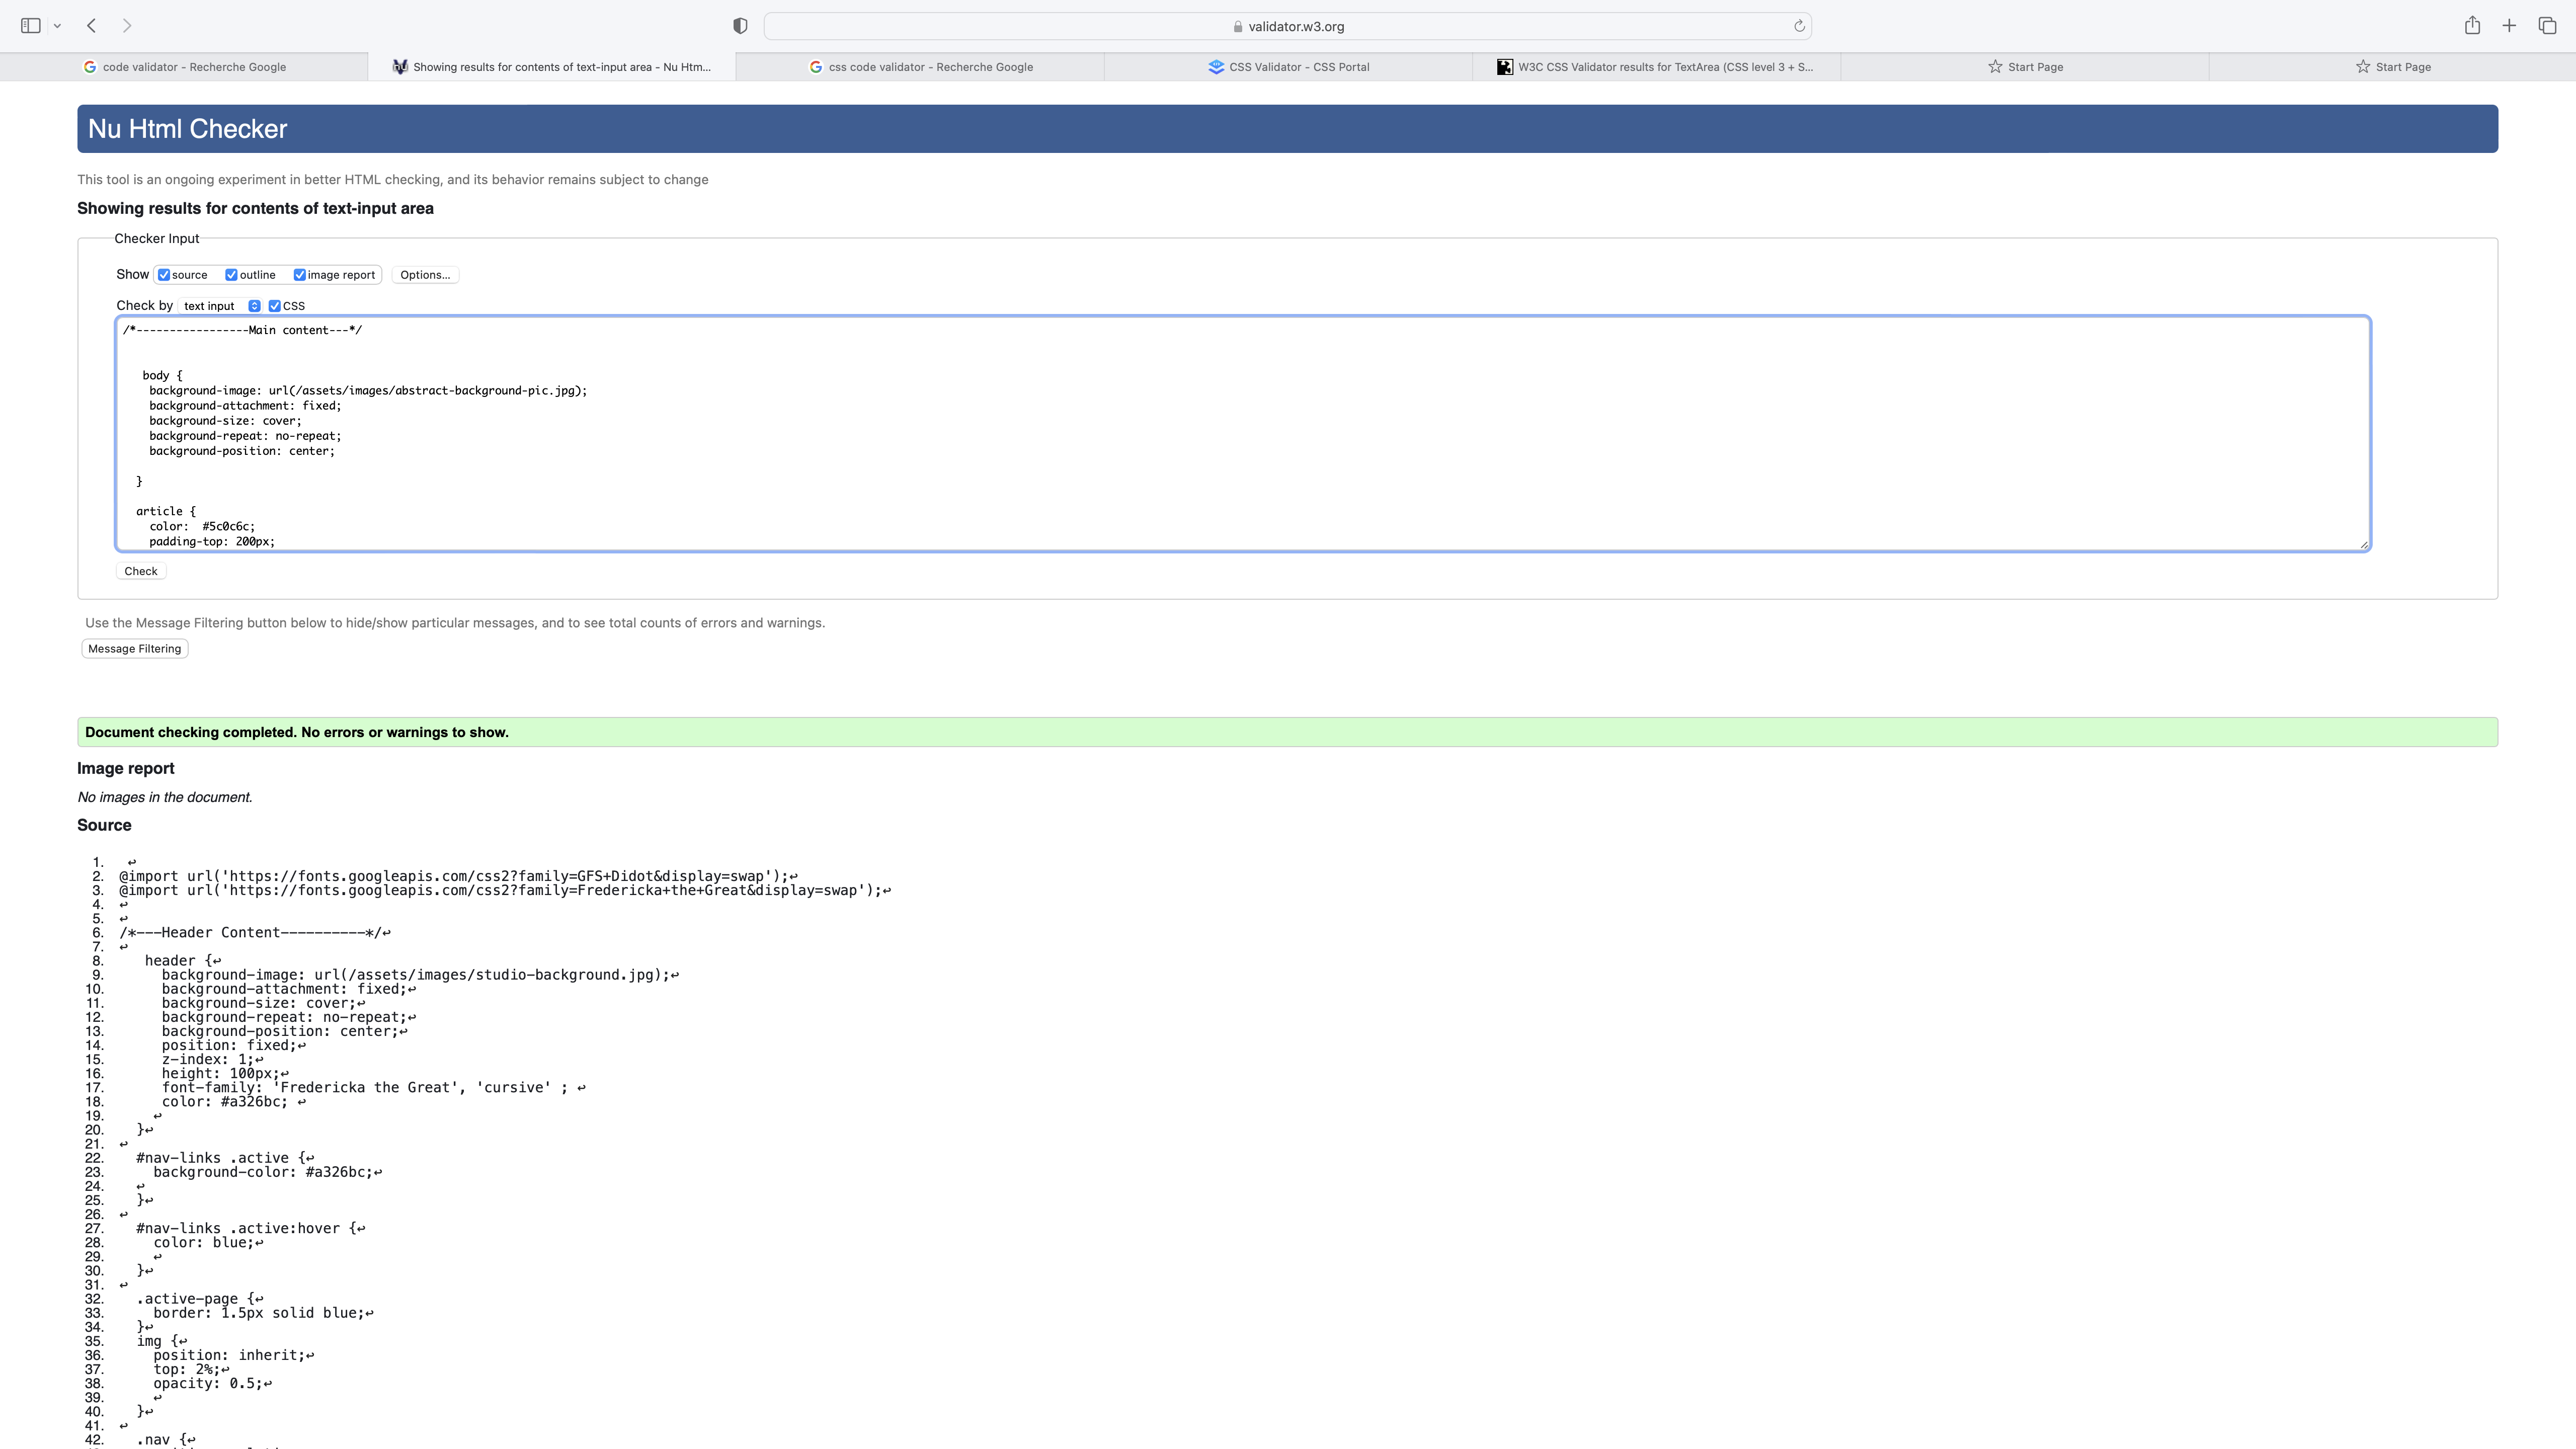 validator.w3.org
code validator - Recherche Google
Showing results for contents of text-input area - Nu Htm...
css code validator - Recherche Google
CSS Validator - CSS Portal
W3C CSS Validator results for TextArea (CSS level 3 + S...
Start Page
Start Page
Nu Html Checker
This tool is an ongoing experiment in better HTML checking, and its behavior remains subject to change
Showing results for contents of text-input area
Checker Input
Show source outline image report Options...
Check by text input CSS
/*-----------------Main content---*/
body {
background-image: url(/assets/images/abstract-background-pic.jpg);
background-attachment: fixed;
background-size: cover;
background-repeat: no-repeat;
background-position: center;
}
article {
color:  #5c0c6c;
padding-top: 200px;
Check
Use the Message Filtering button below to hide/show particular messages, and to see total counts of errors and warnings.
Message Filtering
Document checking completed. No errors or warnings to show.
Image report
No images in the document.
Source
1. ↩
2. @import url('https://fonts.googleapis.com/css2?family=GFS+Didot&display=swap');↩
3. @import url('https://fonts.googleapis.com/css2?family=Fredericka+the+Great&display=swap');↩
4. ↩
5. ↩
6. /*---Header Content----------*/↩
7. ↩
8. header {↩
9. background-image: url(/assets/images/studio-background.jpg);↩
10. background-attachment: fixed;↩
11. background-size: cover;↩
12. background-repeat: no-repeat;↩
13. background-position: center;↩
14. position: fixed;↩
15. z-index: 1;↩
16. height: 100px;↩
17. font-family: 'Fredericka the Great', 'cursive' ; ↩
18. color: #a326bc; ↩
19. ↩
20. }↩
21. ↩
22. #nav-links .active {↩
23. background-color: #a326bc;↩
24. ↩
25. }↩
26. ↩
27. #nav-links .active:hover {↩
28. color: blue;↩
29. ↩
30. }↩
31. ↩
32. .active-page {↩
33. border: 1.5px solid blue;↩
34. }↩
35. img {↩
36. position: inherit;↩
37. top: 2%;↩
38. opacity: 0.5;↩
39. ↩
40. }↩
41. ↩
42. .nav {↩